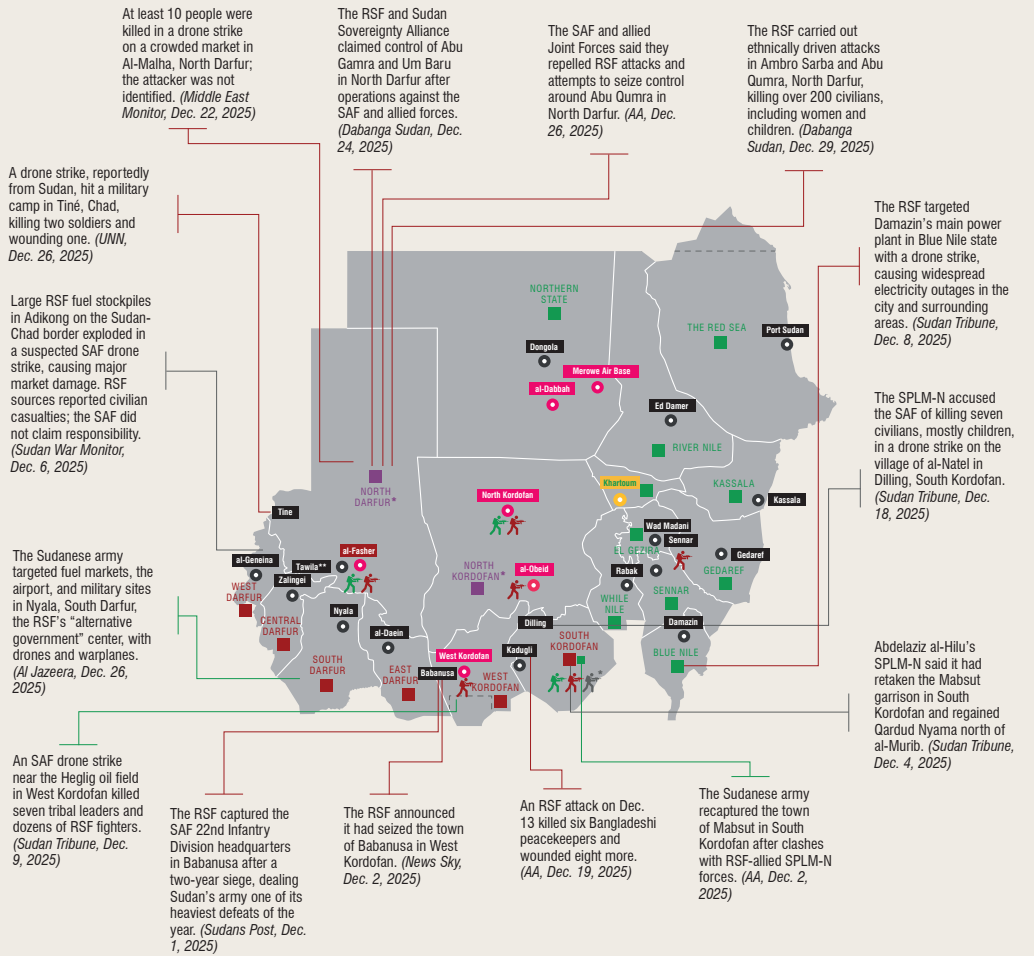 At least 10 people were
killed in a drone strike
on a crowded market in
Al-Malha, North Darfur;
the attacker was not
identified. (Middle East
Monitor, Dec. 22, 2025)
The RSF and Sudan
Sovereignty Alliance
claimed control of Abu
Gamra and Um Baru
in North Darfur after
operations against the
SAF and allied forces.
(Dabanga Sudan, Dec.
24, 2025)
The SAF and allied
Joint Forces said they
repelled RSF attacks and
attempts to seize control
around Abu Qumra in
North Darfur. (AA, Dec.
26, 2025)
The RSF carried out
ethnically driven attacks
in Ambro Sarba and Abu
Qumra, North Darfur,
killing over 200 civilians,
including women and
children. (Dabanga
Sudan, Dec. 29, 2025)
A drone strike, reportedly
from Sudan, hit a military
camp in Tiné, Chad,
killing two soldiers and
wounding one. (UNN,
Dec. 26, 2025)
The RSF targeted
Damazin’s main power
plant in Blue Nile state
with a drone strike,
causing widespread
electricity outages in the
city and surrounding
areas. (Sudan Tribune,
Dec. 8, 2025)
Large RSF fuel stockpiles
in Adikong on the Sudan-
Chad border exploded in
a suspected SAF drone
strike, causing major
market damage. RSF
sources reported civilian
casualties; the SAF did
not claim responsibility.
(Sudan War Monitor,
Dec. 6, 2025)
The SPLM-N accused
the SAF of killing seven
civilians, mostly children,
in a drone strike on the
village of al-Natel in
Dilling, South Kordofan.
(Sudan Tribune, Dec.
18, 2025)
The Sudanese army
targeted fuel markets, the
airport, and military sites
in Nyala, South Darfur,
the RSF’s “alternative
government” center, with
drones and warplanes.
(Al Jazeera, Dec. 26,
2025)
Abdelaziz al-Hilu’s
SPLM-N said it had
retaken the Mabsut
garrison in South
Kordofan and regained
Qardud Nyama north of
al-Murib. (Sudan Tribune,
Dec. 4, 2025)
NORTHERN
STATE
THE RED SEA
Port Sudan
Dongola
Merowe Air Base
al-Dabbah
Ed Damer
RIVER NILE
NORTH
DARFUR*
North Kordofan
Khartoum
KASSALA
Kassala
Tine
Wad Madani
Sennar
EL GEZIRA
al-Fasher
al-Geneina
Tawila**
Gedaref
GEDAREF
Zalingei
WEST
DARFUR
NORTH
KORDOFAN*
al-Obeid
Rabak
SENNAR
WHILE
NILE
Nyala
CENTRAL
DARFUR
Dilling
Damazin
al-Daein
SOUTH
KORDOFAN
BLUE NILE
SOUTH
DARFUR
EAST
DARFUR
West Kordofan
Babanusa
Kadugli
WEST
KORDOFAN
*
An SAF drone strike
near the Heglig oil field
in West Kordofan killed
seven tribal leaders and
dozens of RSF fighters.
(Sudan Tribune, Dec.
9, 2025)
The RSF captured the
SAF 22nd Infantry
Division headquarters
in Babanusa after a
two-year siege, dealing
Sudan’s army one of its
heaviest defeats of the
year. (Sudans Post, Dec.
1, 2025)
The RSF announced
it had seized the town
of Babanusa in West
Kordofan. (News Sky,
Dec. 2, 2025)
An RSF attack on Dec.
13 killed six Bangladeshi
peacekeepers and
wounded eight more.
(AA, Dec. 19, 2025)
The Sudanese army
recaptured the town
of Mabsut in South
Kordofan after clashes
with RSF-allied SPLM-N
forces. (AA, Dec. 2,
2025)